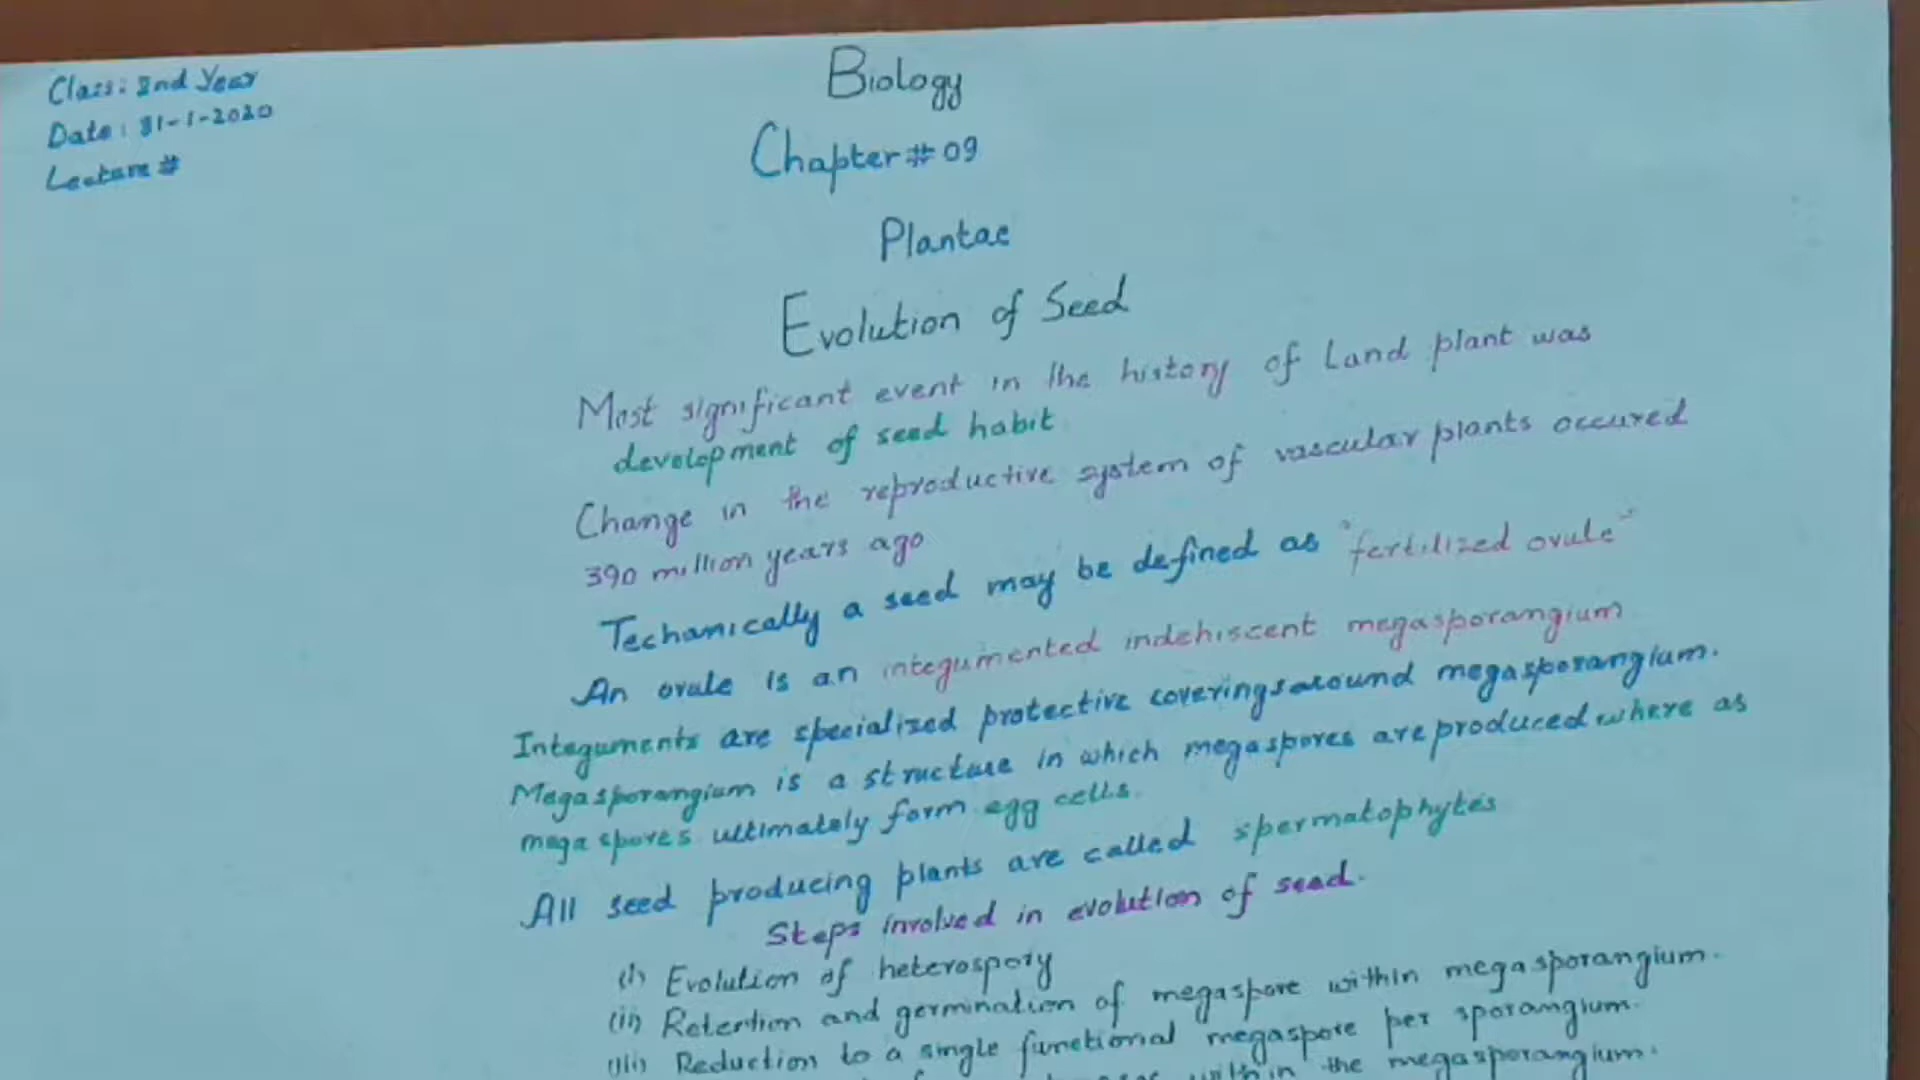 Class: 2nd Year
Date: 31-1-2020
Lecture #
Biology
Chapter # 09
Plantae
Evolution of Seed
Most significant event in the history of Land plant was
development of seed habit
Change in the reproductive system of vascular plants occured
390 million years ago
Techanically a seed may be defined as "fertilized ovule"
An ovule is an integumented indehiscent megasporangium
Integuments are specialized protective coverings around megasporangium.
Megasporangium is a structure in which megaspores are produced where as
mega spores ultimately form egg cells.
All seed producing plants are called spermatophytes
Steps involved in evolution of seed.
(i) Evolution of heterospory
(ii) Retention and germination of megaspore within megasporangium.
(iii) Reduction to a single functional megaspore per sporangium.
within the megasporangium.